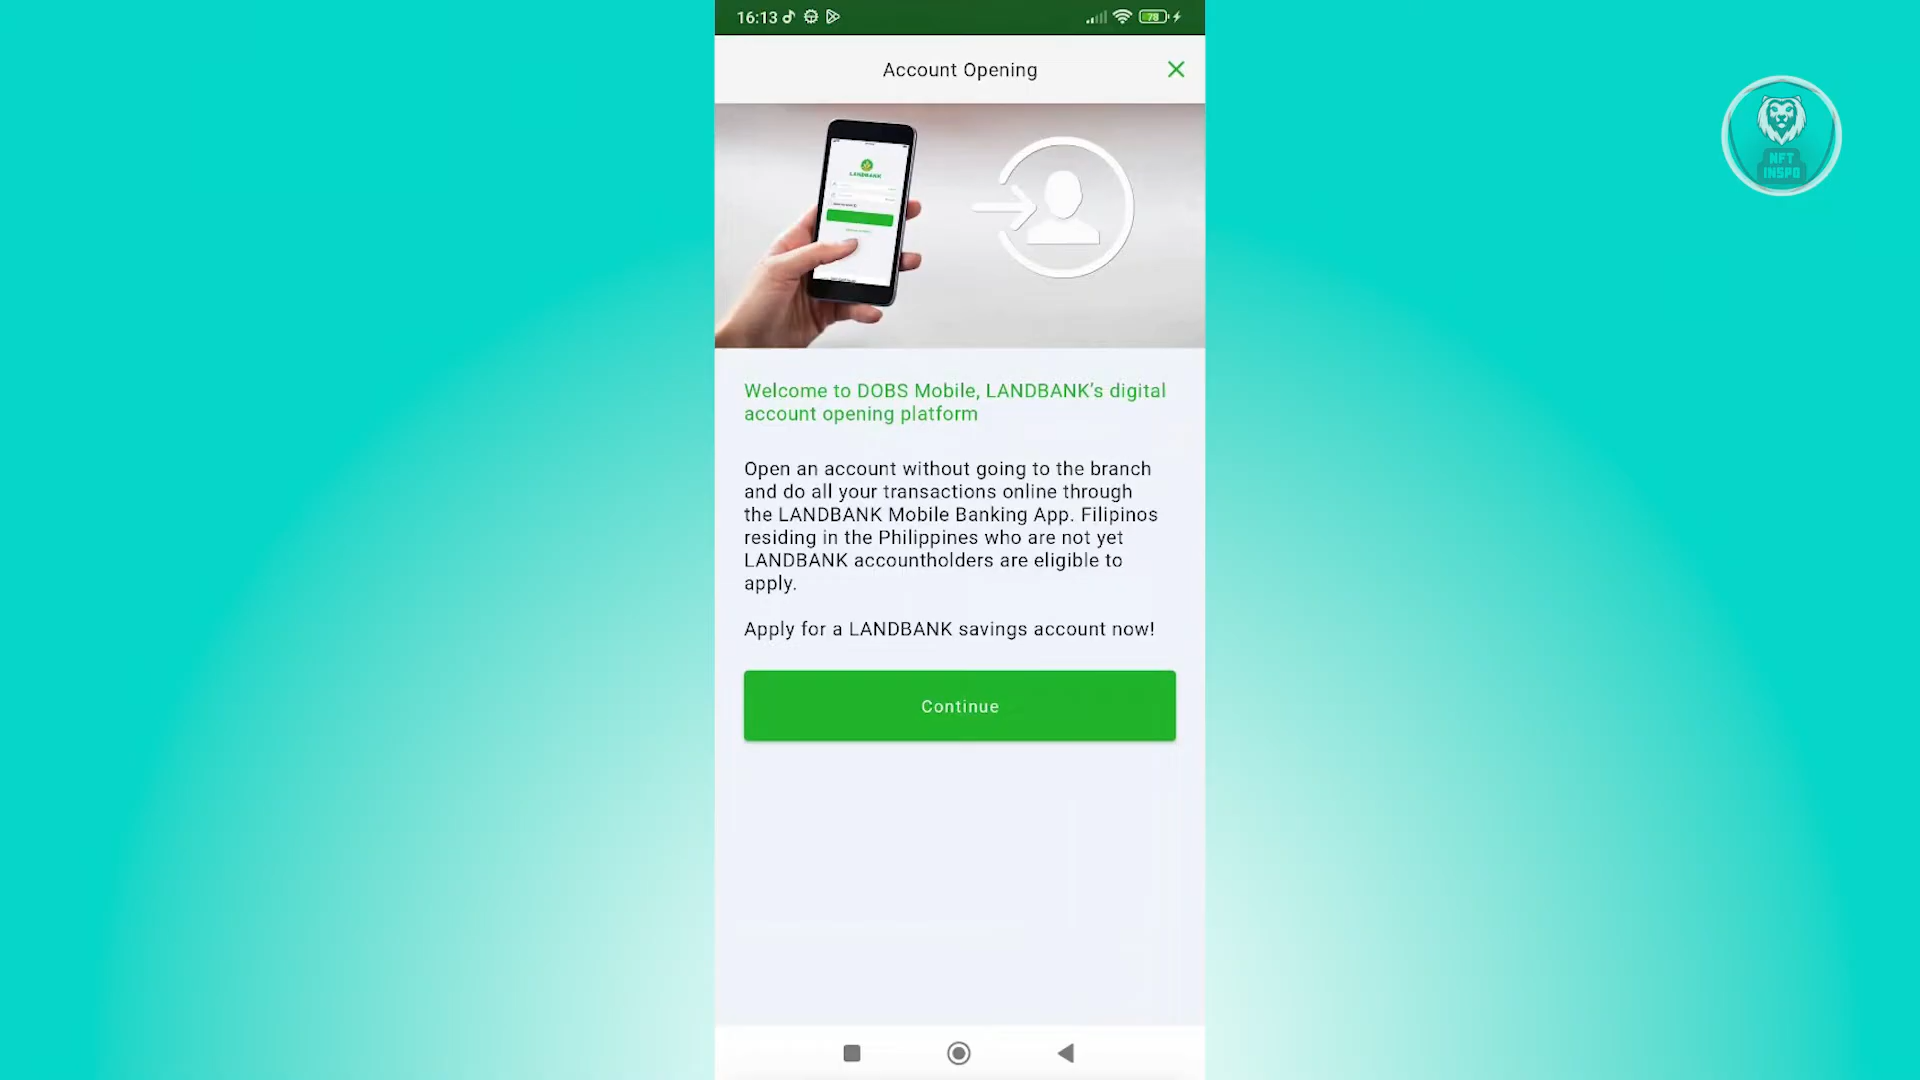 16:13
78
Account Opening
LANDBANK
Welcome to DOBS Mobile, LANDBANK’s digital
account opening platform
Open an account without going to the branch
and do all your transactions online through
the LANDBANK Mobile Banking App. Filipinos
residing in the Philippines who are not yet
LANDBANK accountholders are eligible to
apply.
Apply for a LANDBANK savings account now!
Continue
NFT
INSPO